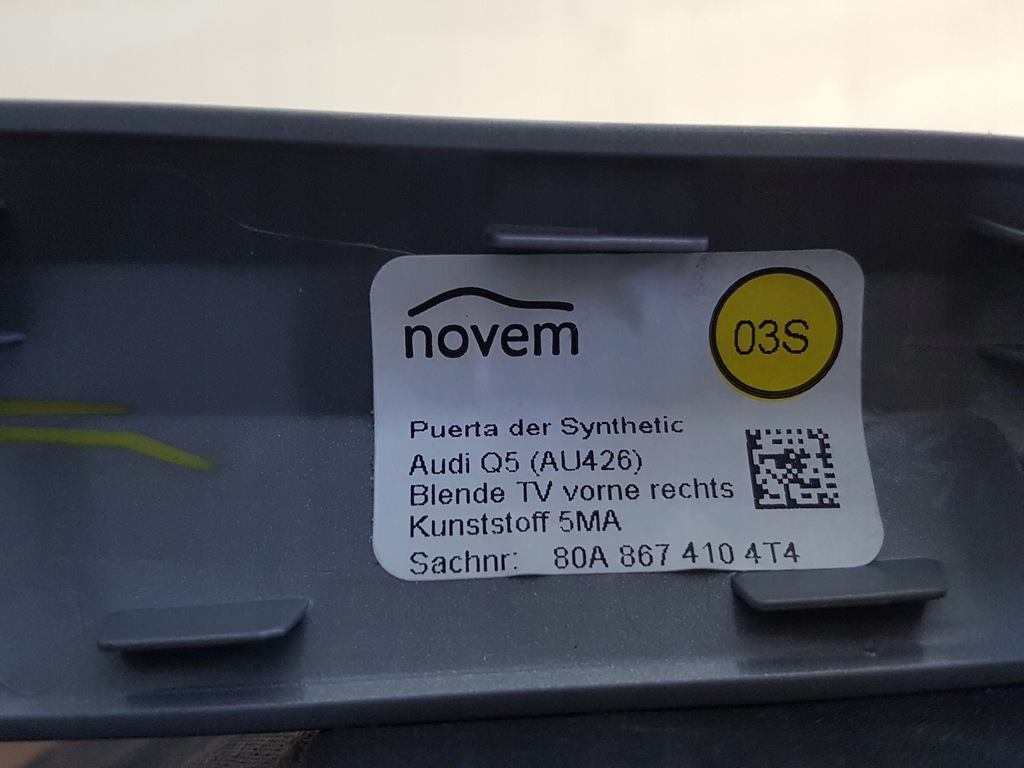 novem
03S
Puerta der Synthetic
Audi Q5 (AU426)
Blende TV vorne rechts
Kunststoff 5MA
Sachnr: 80A 867 410 4T4